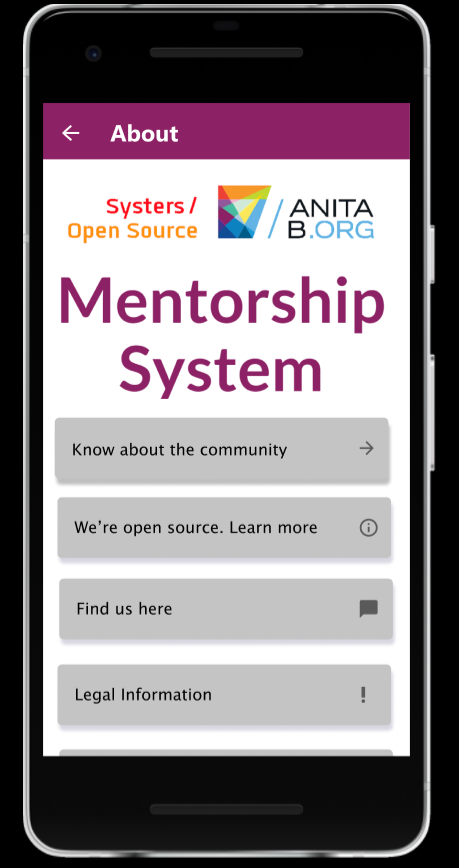 About
Systers /
Open Source
ANITA
B.ORG
Mentorship
System
Know about the community
We’re open source. Learn more
Find us here
Legal Information